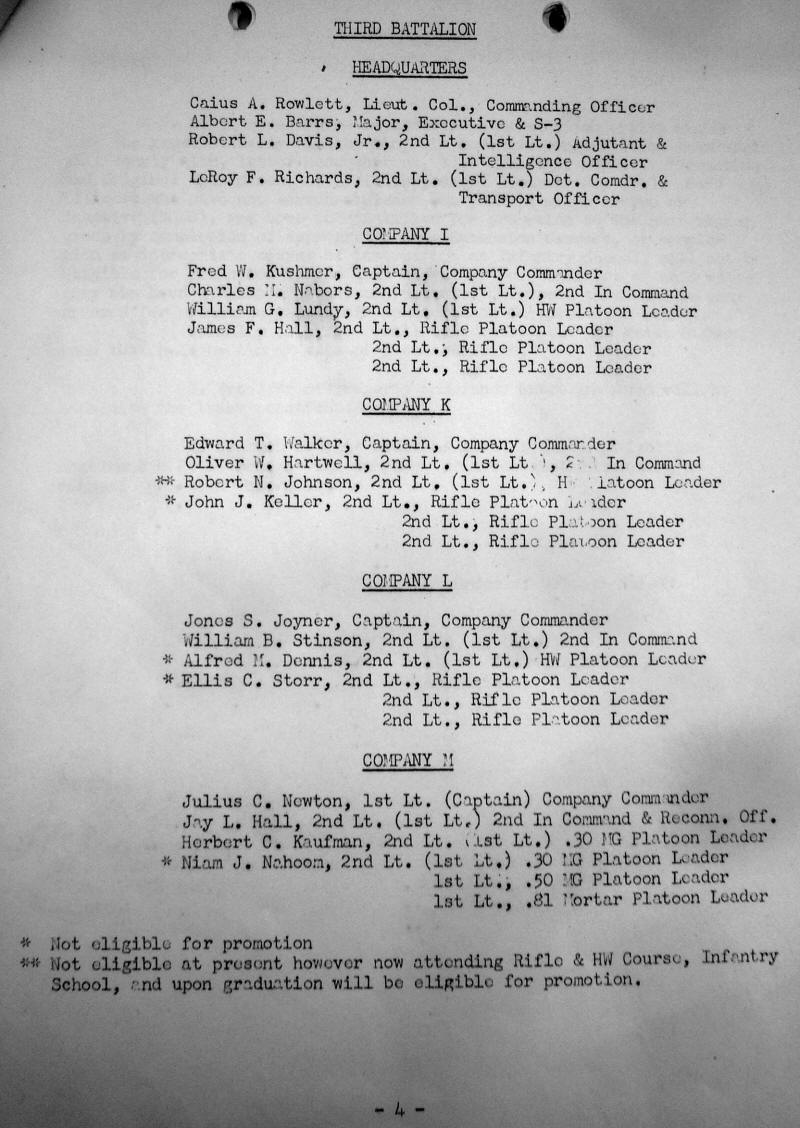 THIRD BATTALION
HEADQUARTERS
Caius A. Rowlett, Lieut. Col., Commanding Officer
Albert E. Barrs, Major, Executive & S-3
Robert L. Davis, Jr., 2nd Lt. (1st Lt.) Adjutant &
Intelligence Officer
LeRoy F. Richards, 2nd Lt. (1st Lt.) Det. Comdr. &
Transport Officer
COMPANY I
Fred W. Kushmer, Captain, Company Commander
Charles M. Nabors, 2nd Lt. (1st Lt.), 2nd In Command
William G. Lundy, 2nd Lt. (1st Lt.) HW Platoon Leader
James F. Hall, 2nd Lt., Rifle Platoon Leader
2nd Lt., Rifle Platoon Leader
2nd Lt., Rifle Platoon Leader
COMPANY K
Edward T. Walker, Captain, Company Commander
Oliver W. Hartwell, 2nd Lt. (1st Lt.), 2nd In Command
** Robert N. Johnson, 2nd Lt. (1st Lt.), HW Platoon Leader
* John J. Keller, 2nd Lt., Rifle Platoon Leader
2nd Lt., Rifle Platoon Leader
2nd Lt., Rifle Platoon Leader
COMPANY L
Jones S. Joyner, Captain, Company Commander
William B. Stinson, 2nd Lt. (1st Lt.) 2nd In Command
* Alfred M. Dennis, 2nd Lt. (1st Lt.) HW Platoon Leader
* Ellis C. Storr, 2nd Lt., Rifle Platoon Leader
2nd Lt., Rifle Platoon Leader
2nd Lt., Rifle Platoon Leader
COMPANY M
Julius C. Newton, 1st Lt. (Captain) Company Commander
Jay L. Hall, 2nd Lt. (1st Lt.) 2nd In Command & Reconn. Off.
Herbert C. Kaufman, 2nd Lt. (1st Lt.) .30 MG Platoon Leader
* Niam J. Nahoom, 2nd Lt. (1st Lt.) .30 MG Platoon Leader
1st Lt., .50 MG Platoon Leader
1st Lt., .81 Mortar Platoon Leader
* Not eligible for promotion
** Not eligible at present however now attending Rifle & HW Course, Infantry
School, and upon graduation will be eligible for promotion.
- 4 -